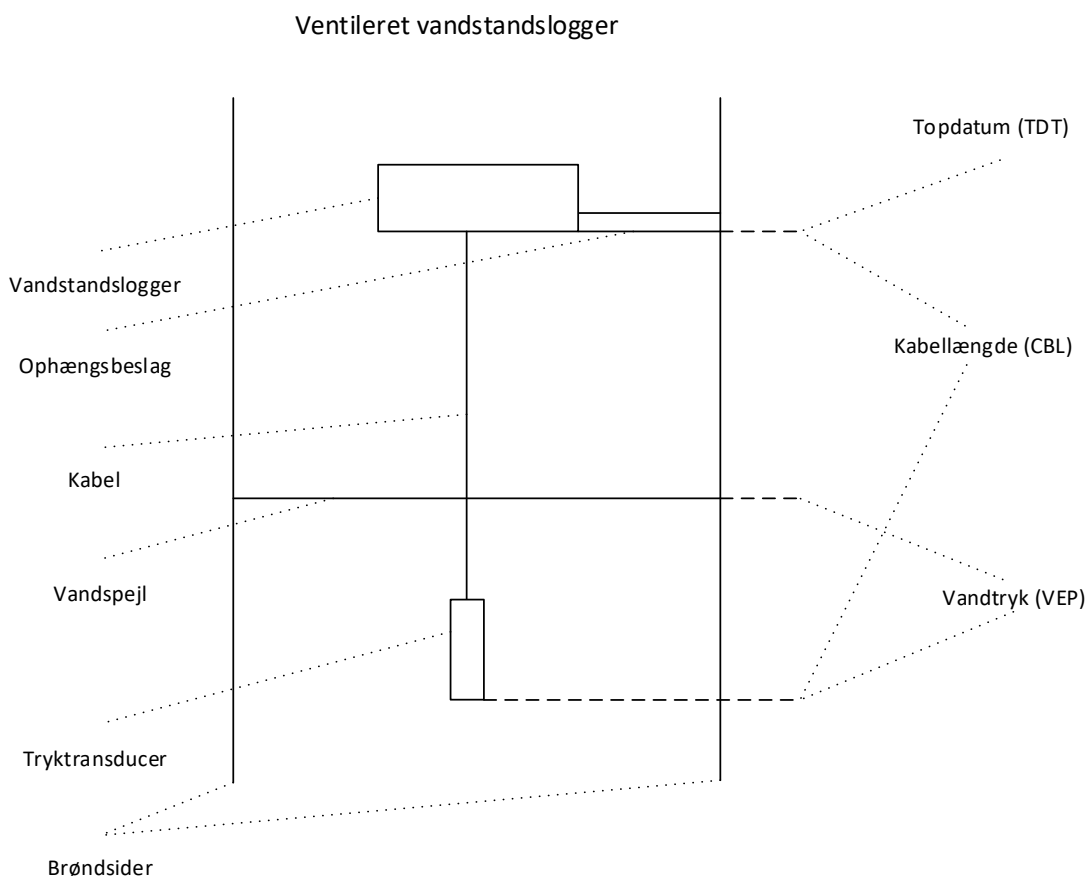 Ventileret vandstandslogger
Topdatum (TDT)
Vandstandslogger
Kabellængde (CBL)
Ophængsbeslag
Kabel
Vandspejl
Vandtryk (VEP)
Tryktransducer
Brøndsider